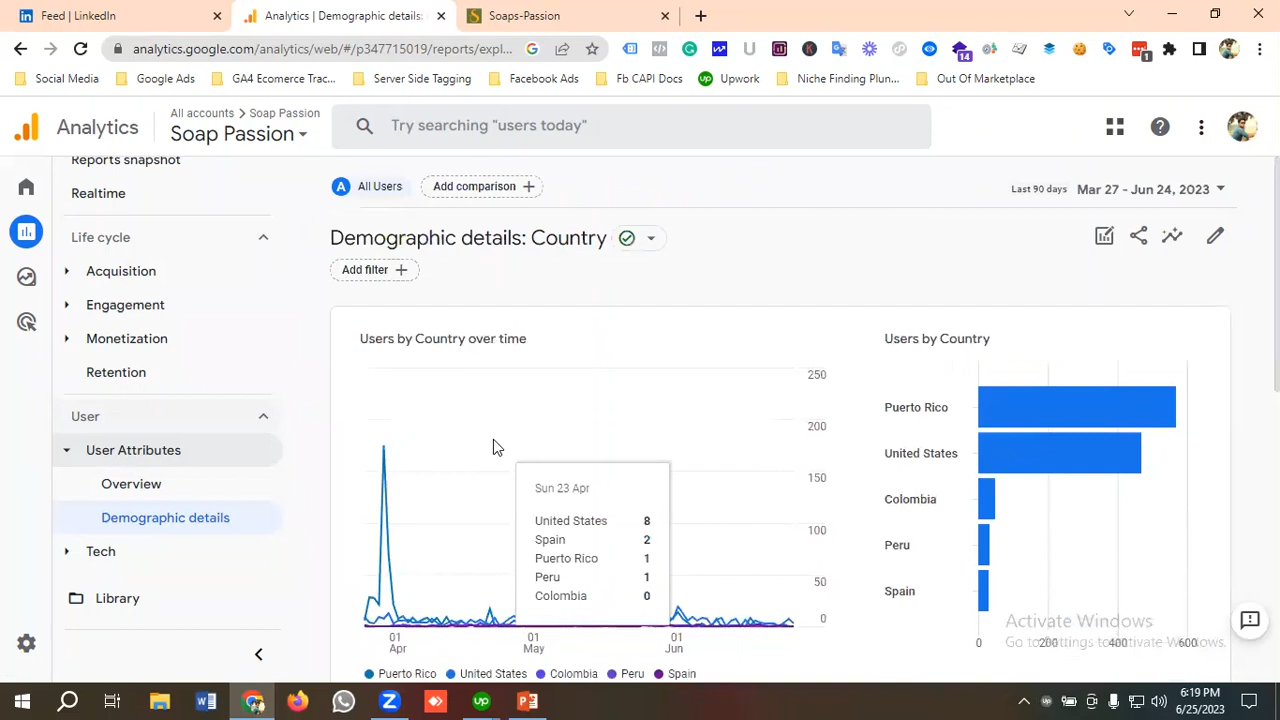 Feed | LinkedIn
Analytics | Demographic details:
Soaps-Passion
analytics.google.com/analytics/web/#/p347715019/reports/expl...
14
1
Social Media
Google Ads
GA4 Ecomerce Trac...
Server Side Tagging
Facebook Ads
Fb CAPI Docs
Upwork
Niche Finding Plun...
Out Of Marketplace
Analytics
All accounts > Soap Passion
Soap Passion
Try searching "users today"
Reports snapshot
Realtime
Life cycle
Acquisition
Engagement
Monetization
Retention
User
User Attributes
Overview
Demographic details
Tech
Library
A All Users
Add comparison +
Last 90 days Mar 27 - Jun 24, 2023
Demographic details: Country
Add filter +
Users by Country over time
250
200
150
100
50
0
Sun 23 Apr
United States 8
Spain 2
Puerto Rico 1
Peru 1
Colombia 0
01 Apr
01 May
01 Jun
Puerto Rico United States Colombia Peru Spain
Users by Country
Puerto Rico
United States
Colombia
Peru
Spain
0 200 400 600
Activate Windows
Go to Settings to activate Windows.
6:19 PM
6/25/2023